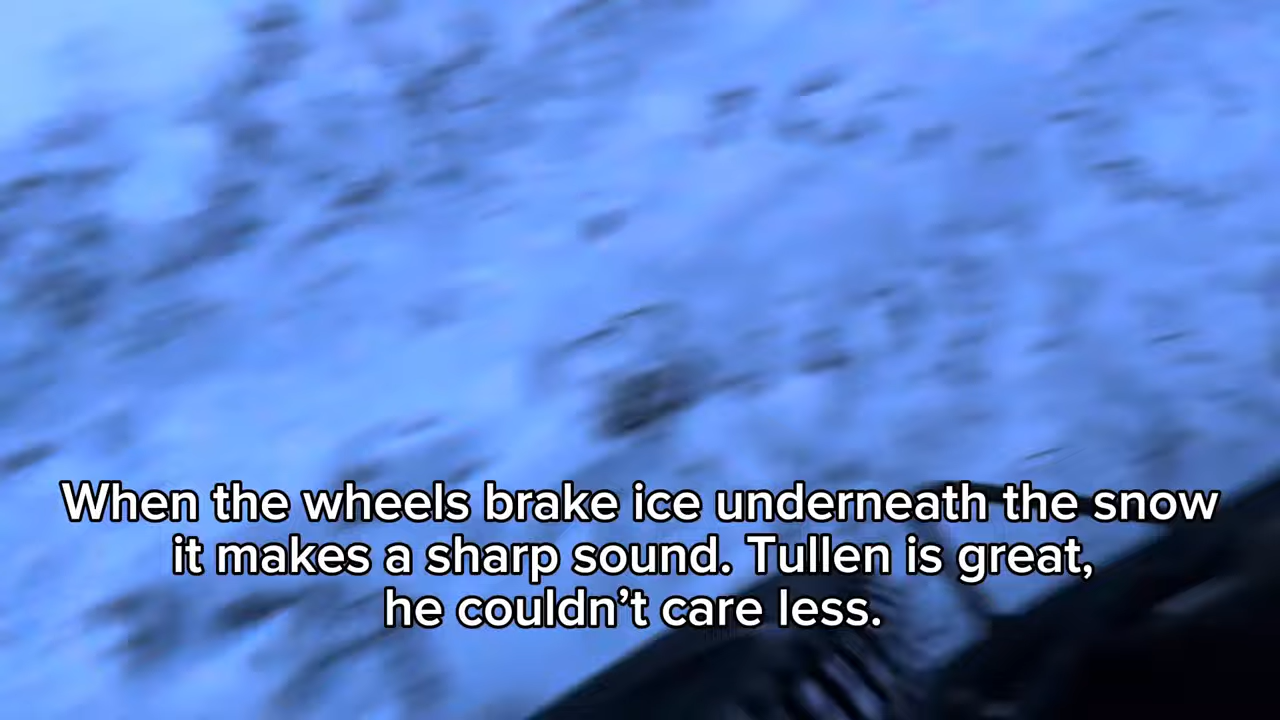 When the wheels brake ice underneath the snow
it makes a sharp sound. Tullen is great,
he couldn’t care less.